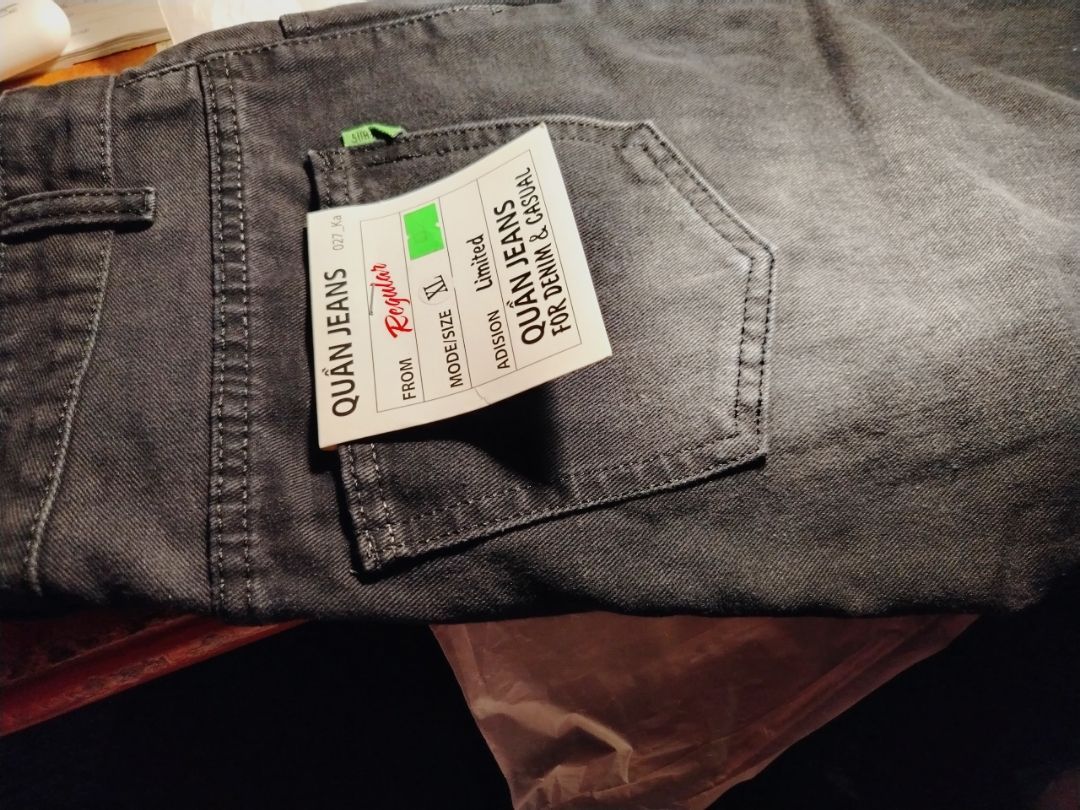 QUẦN JEANS 027_Ka
FROM Regular
MODE/SIZE XL
ADISION Limited
QUẦN JEANS
FOR DENIM & CASUAL